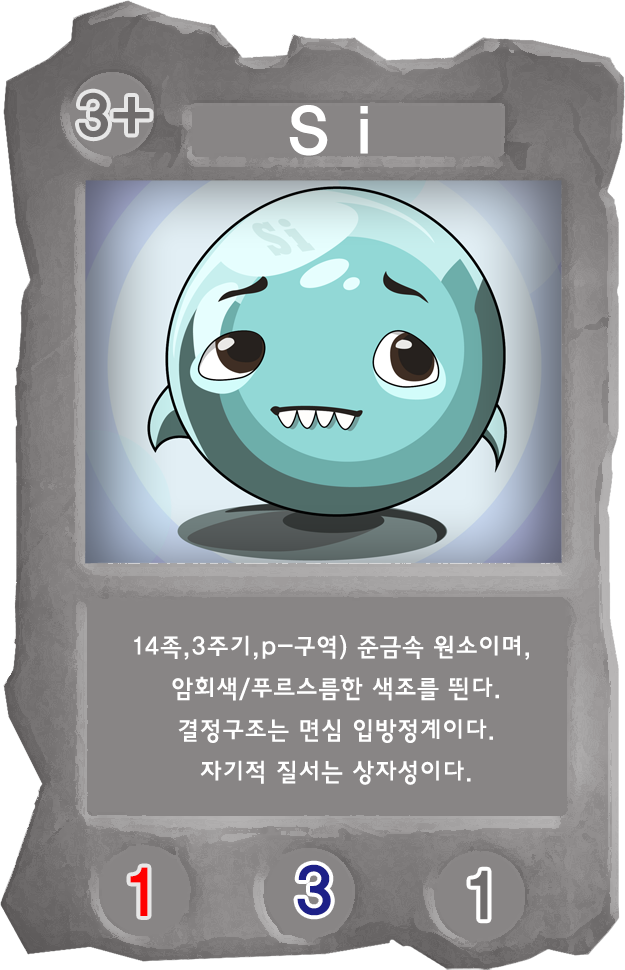 3+
Si
Si
14족,3주기,p-구역) 준금속 원소이며,
암회색/푸르스름한 색조를 띈다.
결정구조는 면심 입방정계이다.
자기적 질서는 상자성이다.
1
3
1